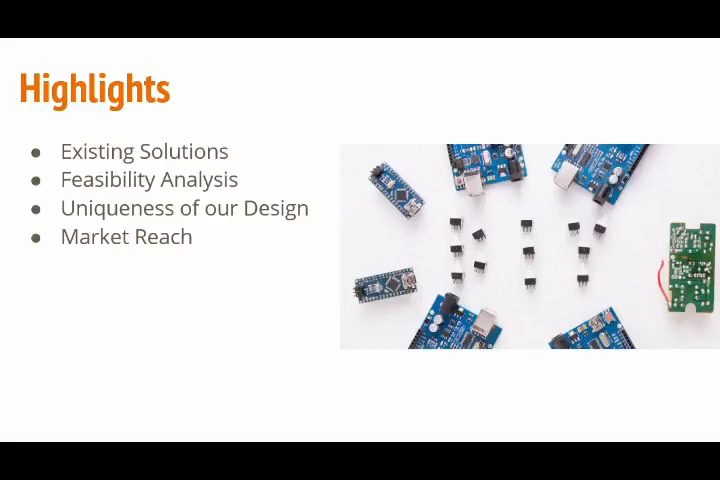 Highlights
● Existing Solutions
● Feasibility Analysis
● Uniqueness of our Design
● Market Reach